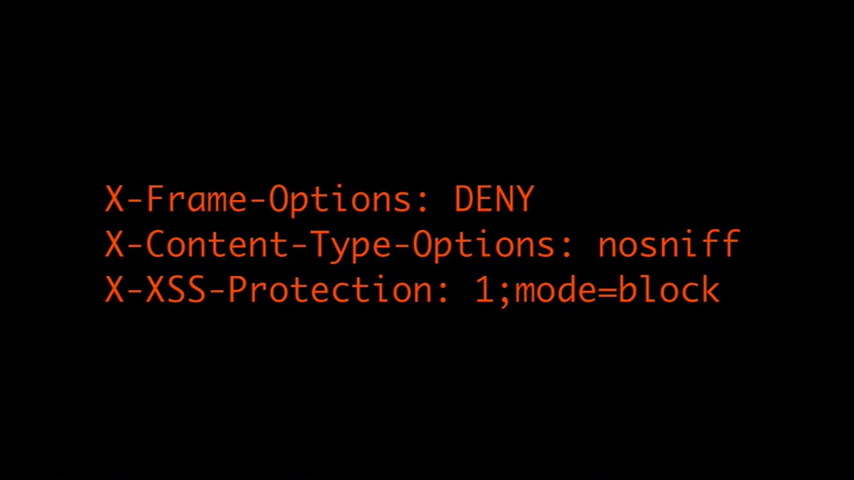 X-Frame-Options: DENY
X-Content-Type-Options: nosniff
X-XSS-Protection: 1;mode=block